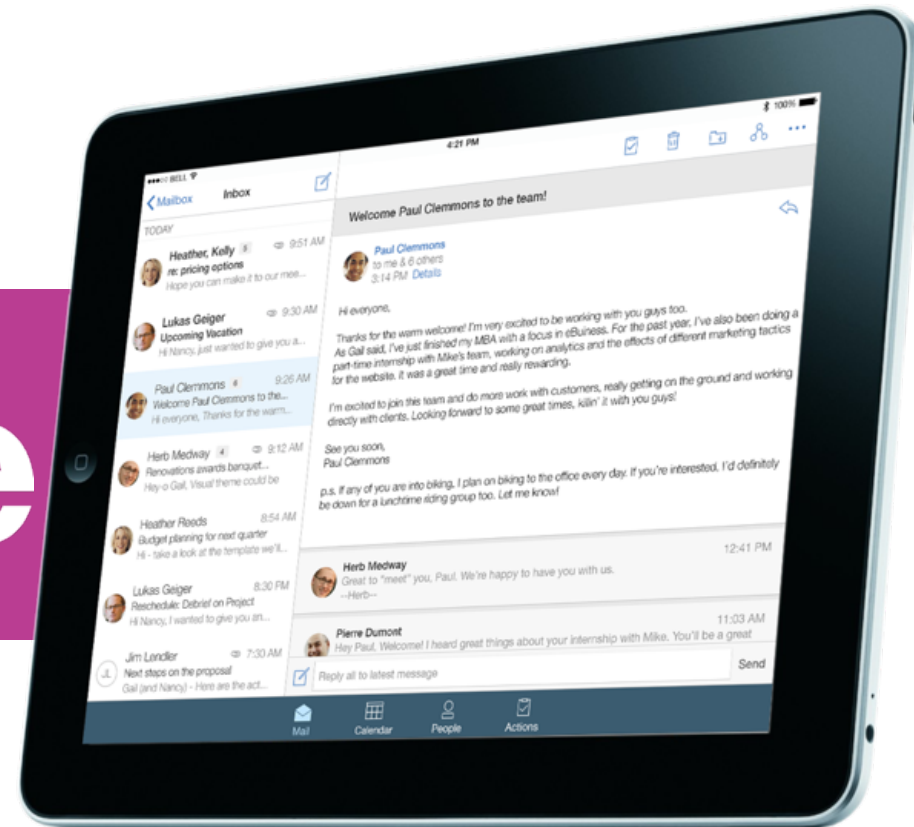 e
BELL
4:21 PM
100%
Mailbox
Inbox
TODAY
Heather, Kelly 5 9:51 AM
re: pricing options
Hope you can make it to our mee...
Lukas Geiger 9:30 AM
Upcoming Vacation
Hi Nancy, just wanted to give you a...
Paul Clemmons 6 9:26 AM
Welcome Paul Clemmons to the...
Hi everyone, Thanks for the warm...
Herb Medway 4 9:12 AM
Renovations awards banquet...
Hey-o Gail, Visual theme could be
Heather Reeds 8:54 AM
Budget planning for next quarter
Hi - take a look at the template we'll...
Lukas Geiger 8:30 PM
Reschedule: Debrief on Project
Hi Nancy, I wanted to give you an...
JL
Jim Lendler 7:30 AM
Next steps on the proposal
Gail (and Nancy) - Here are the act...
Welcome Paul Clemmons to the team!
Paul Clemmons
to me & 6 others
3:14 PM Details
Hi everyone,
Thanks for the warm welcome! I'm very excited to be working with you guys too.
As Gail said, I've just finished my MBA with a focus in eBuiness. For the past year, I've also been doing a
part-time internship with Mike's team, working on analytics and the effects of different marketing tactics
for the website. it was a great time and really rewarding.
I'm excited to join this team and do more work with customers, really getting on the ground and working
directly with clients. Looking forward to some great times, killin' it with you guys!
See you soon,
Paul Clemmons
p.s. If any of you are into biking, I plan on biking to the office every day. If you're interested, I'd definitely
be down for a lunchtime riding group too. Let me know!
Herb Medway 12:41 PM
Great to "meet" you, Paul. We're happy to have you with us.
--Herb--
Pierre Dumont 11:03 AM
Hey Paul, Welcome! I heard great things about your internship with Mike. You'll be a great
Reply all to latest message
Send
Mail
Calendar
People
Actions